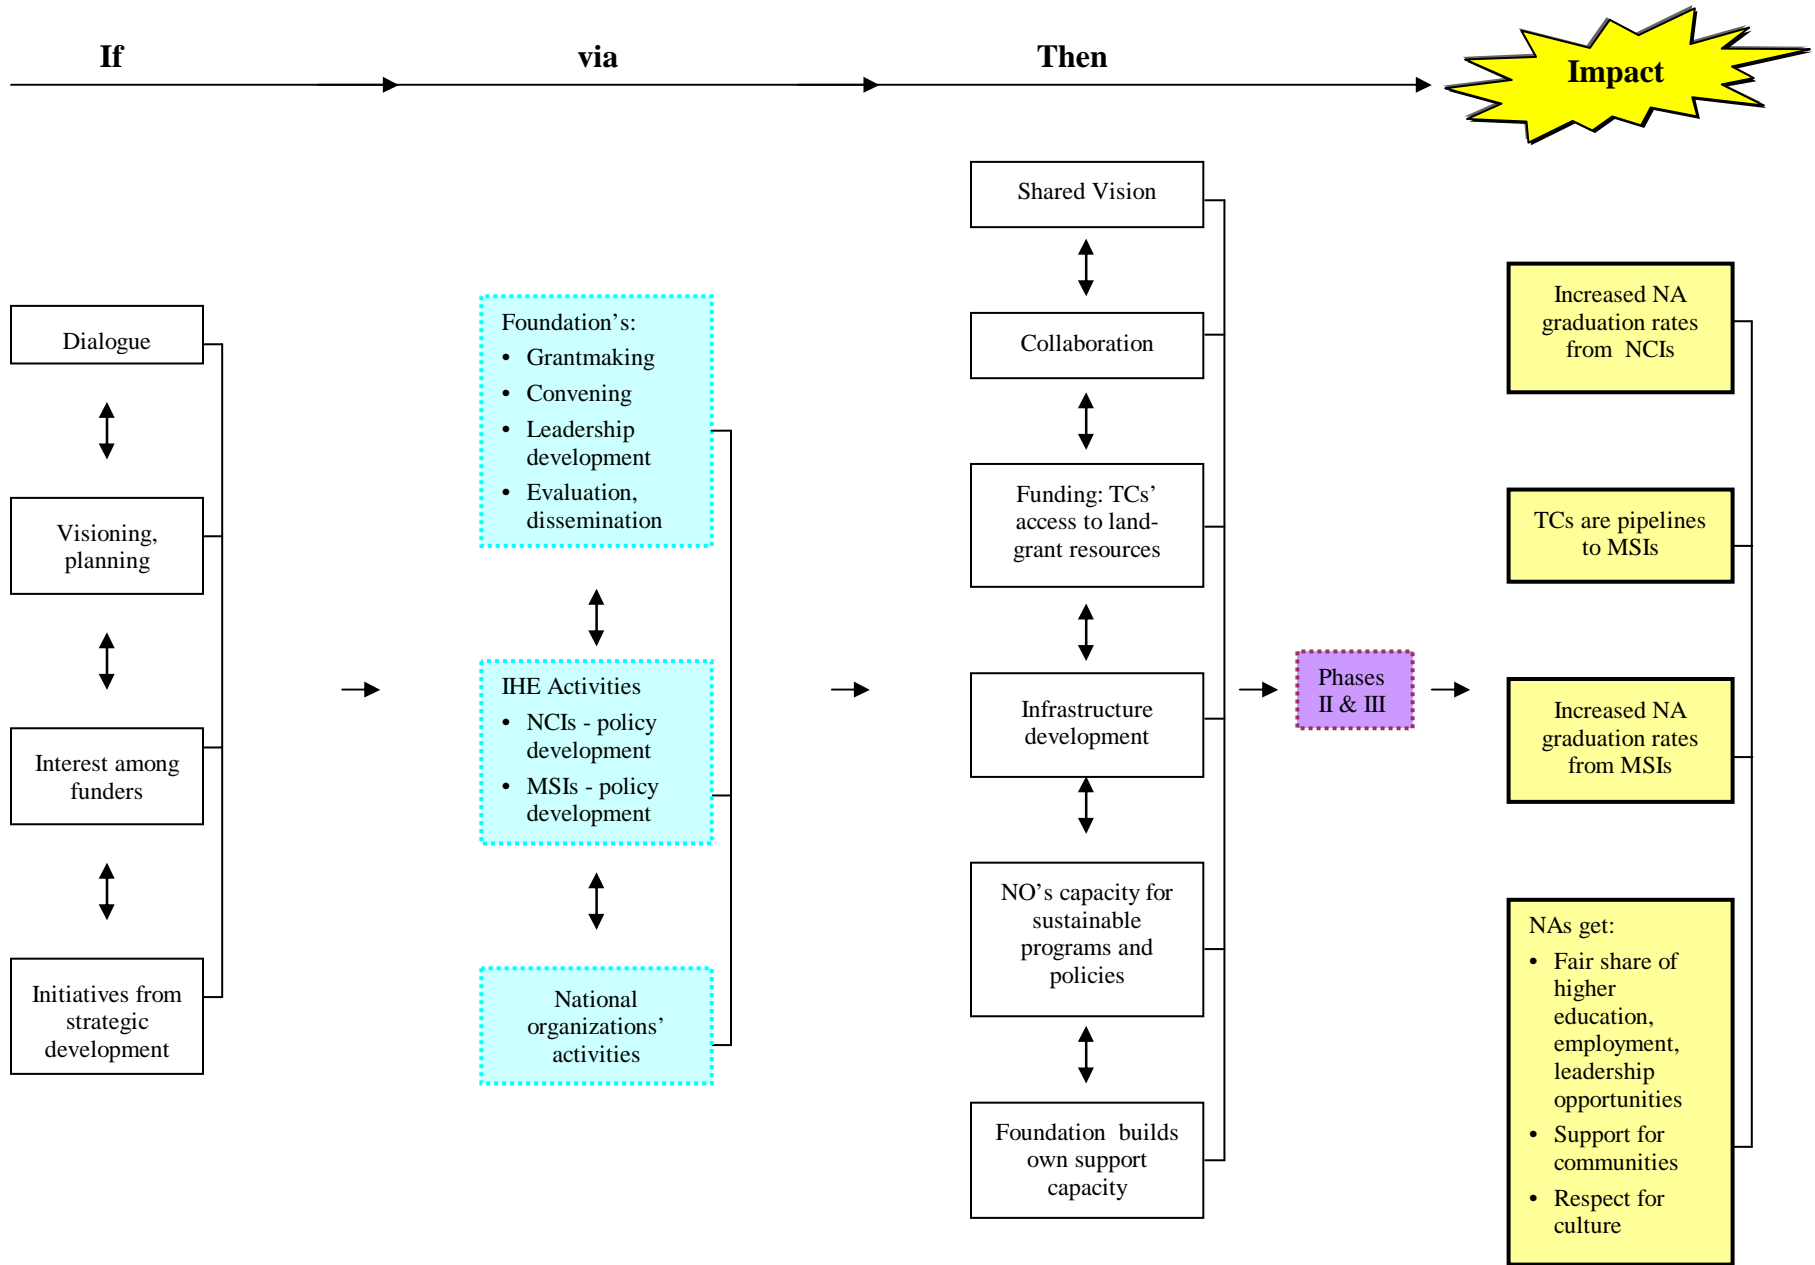 If
via
Then
Impact
Dialogue
Visioning,
planning
Interest among
funders
Initiatives from
strategic
development
Foundation’s:
• Grantmaking
• Convening
• Leadership
development
• Evaluation,
dissemination
IHE Activities
• NCIs - policy
development
• MSIs - policy
development
National
organizations’
activities
Shared Vision
Collaboration
Funding: TCs’
access to land-
grant resources
Infrastructure
development
NO’s capacity for
sustainable
programs and
policies
Foundation builds
own support
capacity
Phases
II & III
Increased NA
graduation rates
from NCIs
TCs are pipelines
to MSIs
Increased NA
graduation rates
from MSIs
NAs get:
• Fair share of
higher
education,
employment,
leadership
opportunities
• Support for
communities
• Respect for
culture